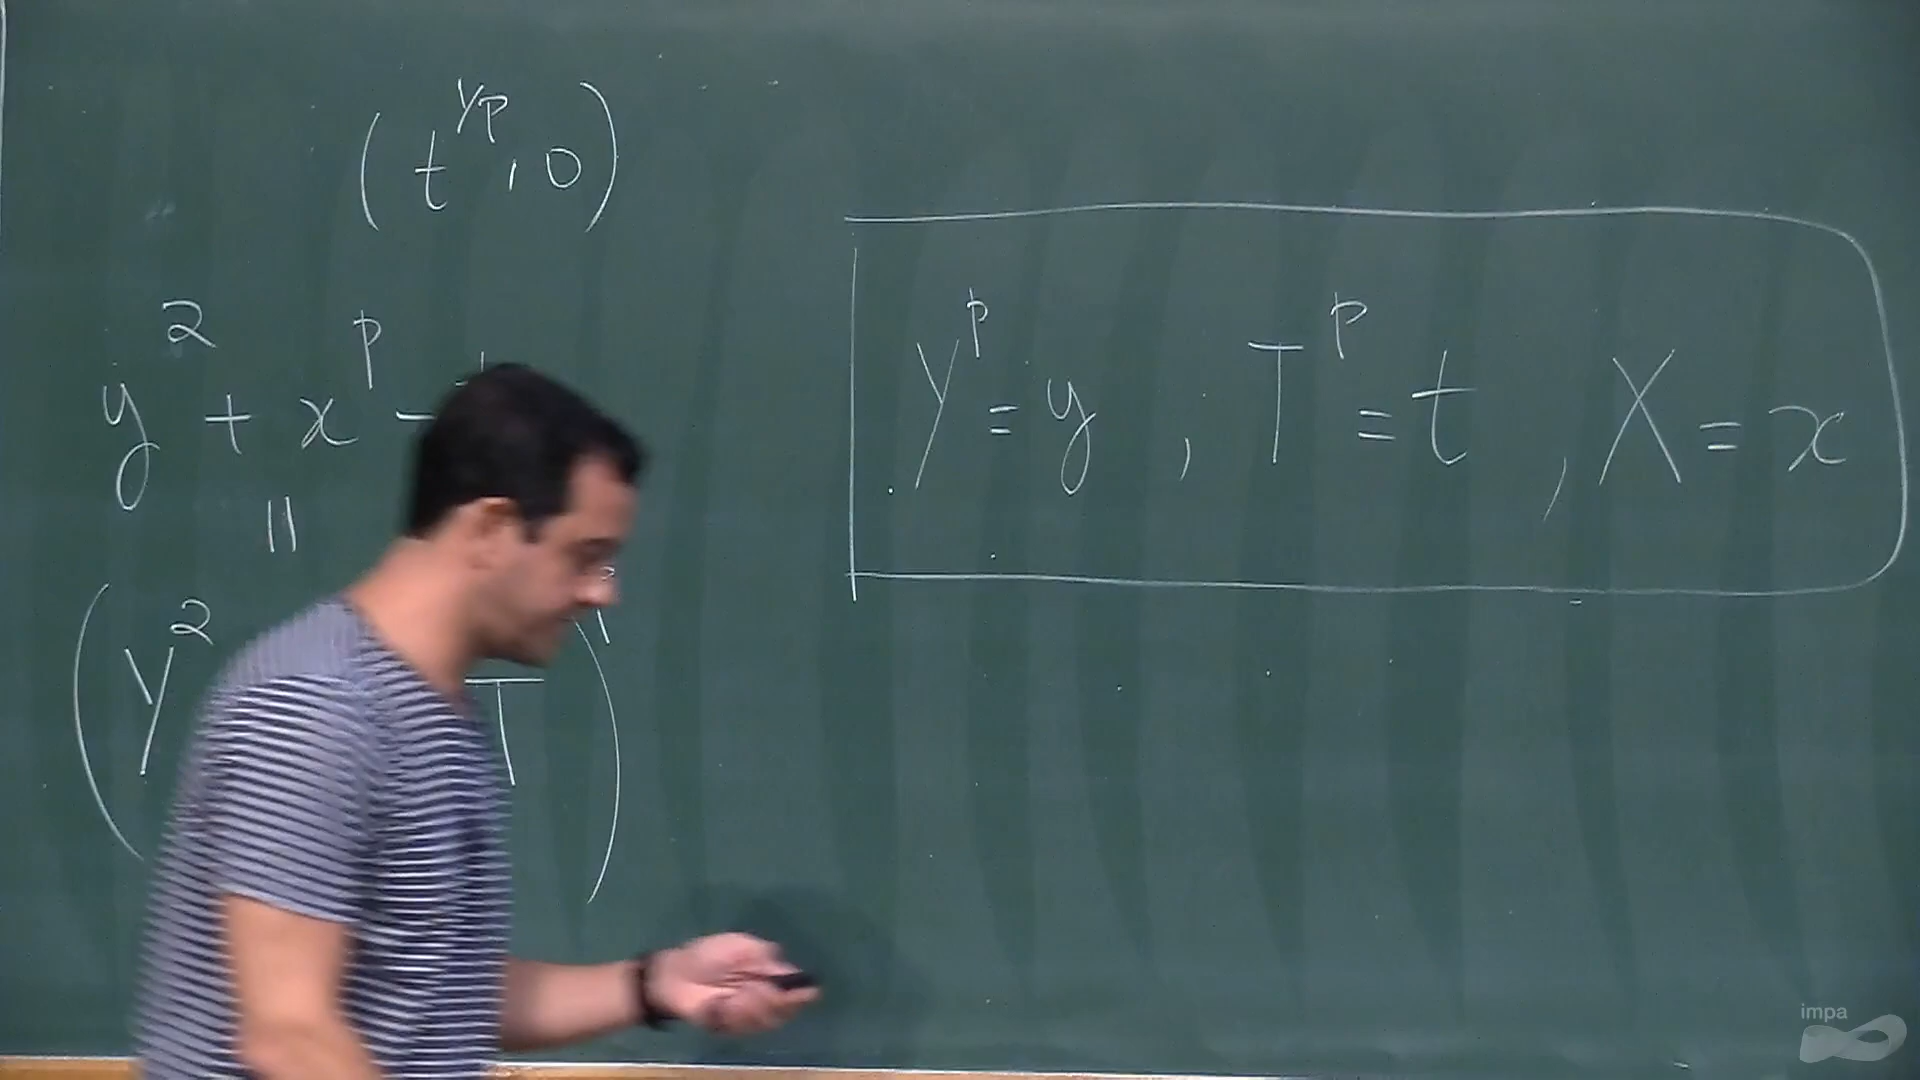 (t^{1/p}, 0)
y^2 + x^p -
||
(Y^2 T)
Y^p = y , T^p = t , X = x
impa